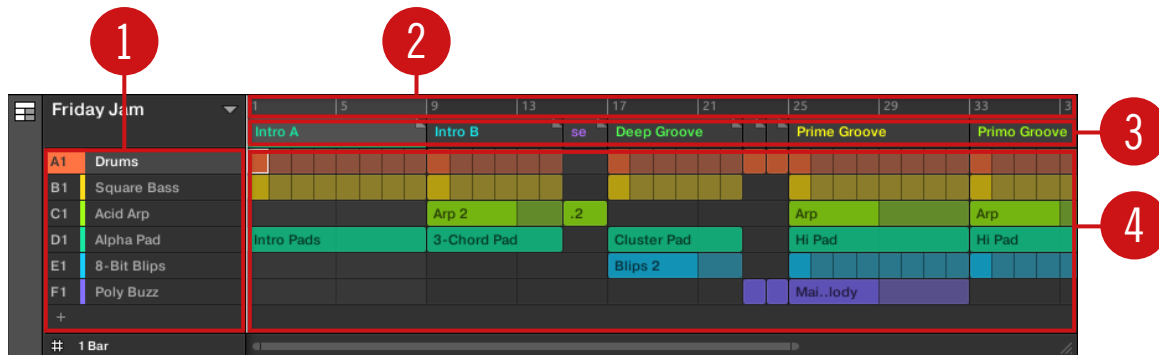 1
2
Friday Jam
1 5 9 13 17 21 25 29 33 3
Intro A Intro B se Deep Groove Prime Groove Primo Groove
3
A1 Drums
B1 Square Bass
C1 Acid Arp Arp 2 .2 Arp Arp
4
D1 Alpha Pad Intro Pads 3-Chord Pad Cluster Pad Hi Pad Hi Pad
E1 8-Bit Blips Blips 2
F1 Poly Buzz Mai..lody
+
1 Bar